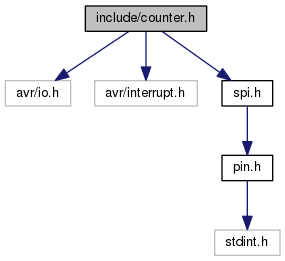 include/counter.h
avr/io.h
avr/interrupt.h
spi.h
pin.h
stdint.h